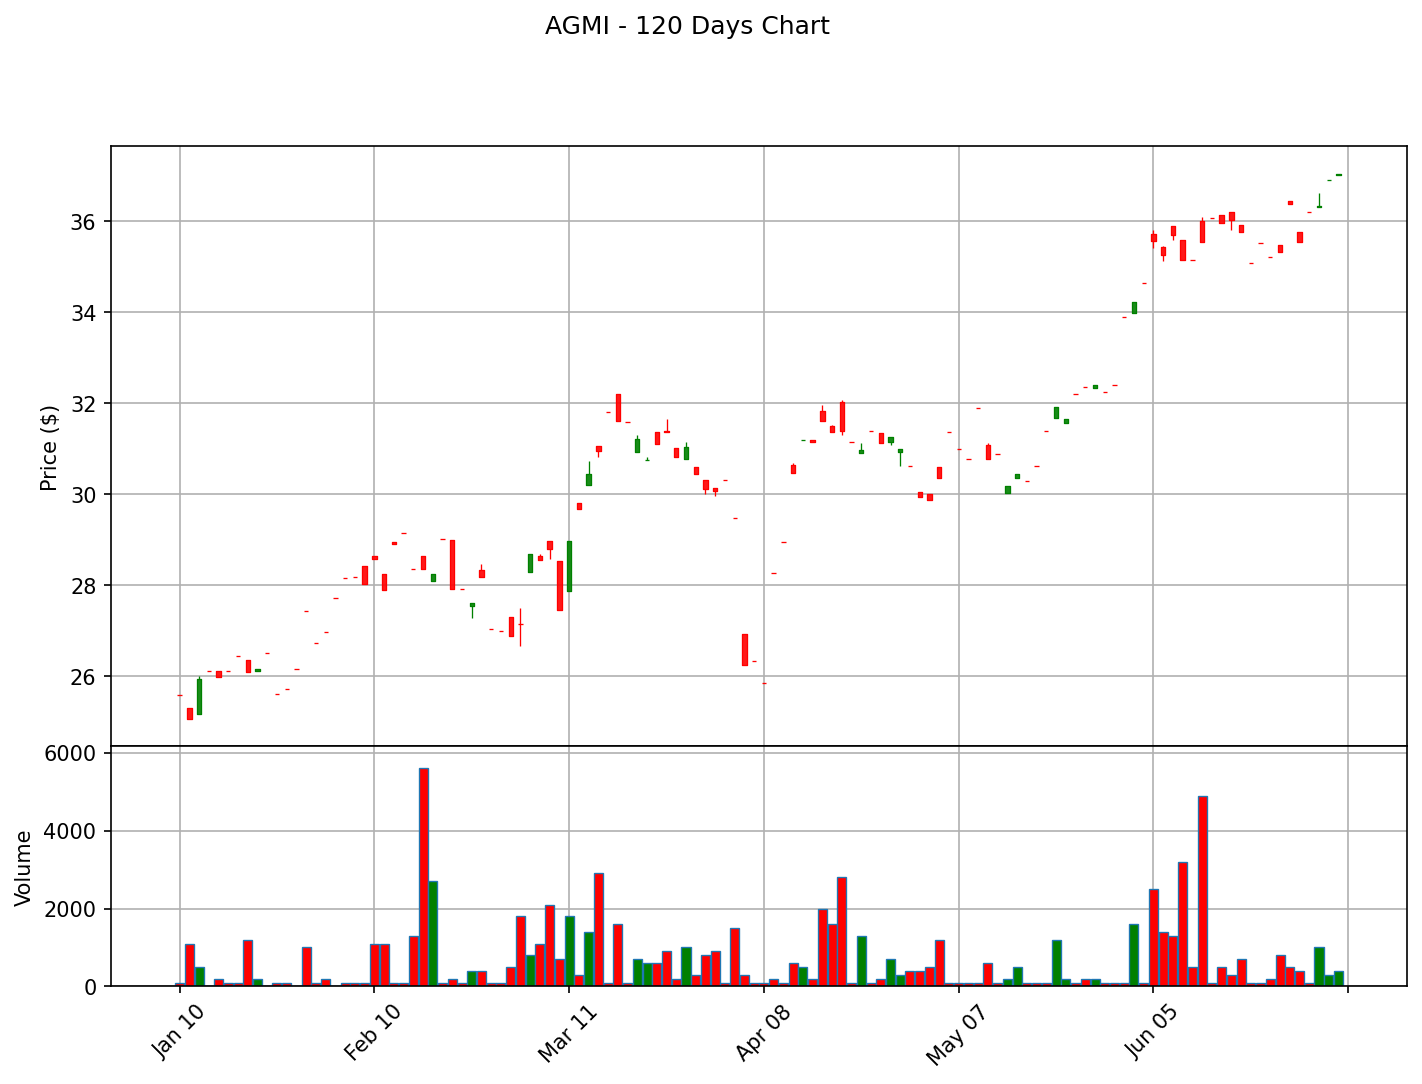 AGMI - 120 Days Chart
Price ($)
36
34
32
30
28
26
Volume
6000
4000
2000
0
Jan 10
Feb 10
Mar 11
Apr 08
May 07
Jun 05